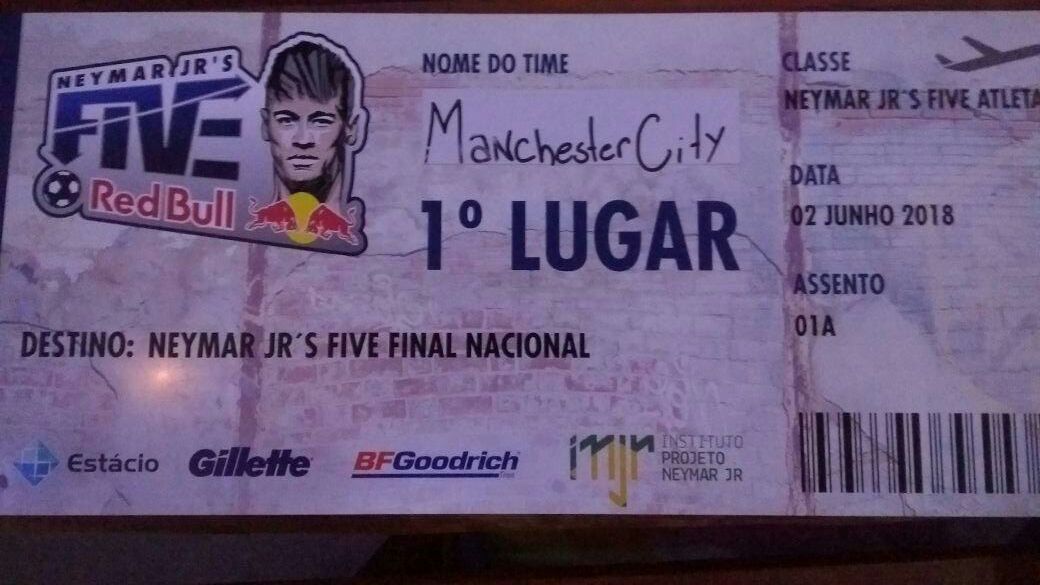 NEYMAR JR'S
FIVE
Red Bull
NOME DO TIME
Manchester City
1º LUGAR
DESTINO: NEYMAR JR´S FIVE FINAL NACIONAL
CLASSE
NEYMAR JR´S FIVE ATLETA
DATA
02 JUNHO 2018
ASSENTO
01A
Estácio
Gillette
BFGoodrich
imjr
INSTITUTO
PROJETO
NEYMAR JR